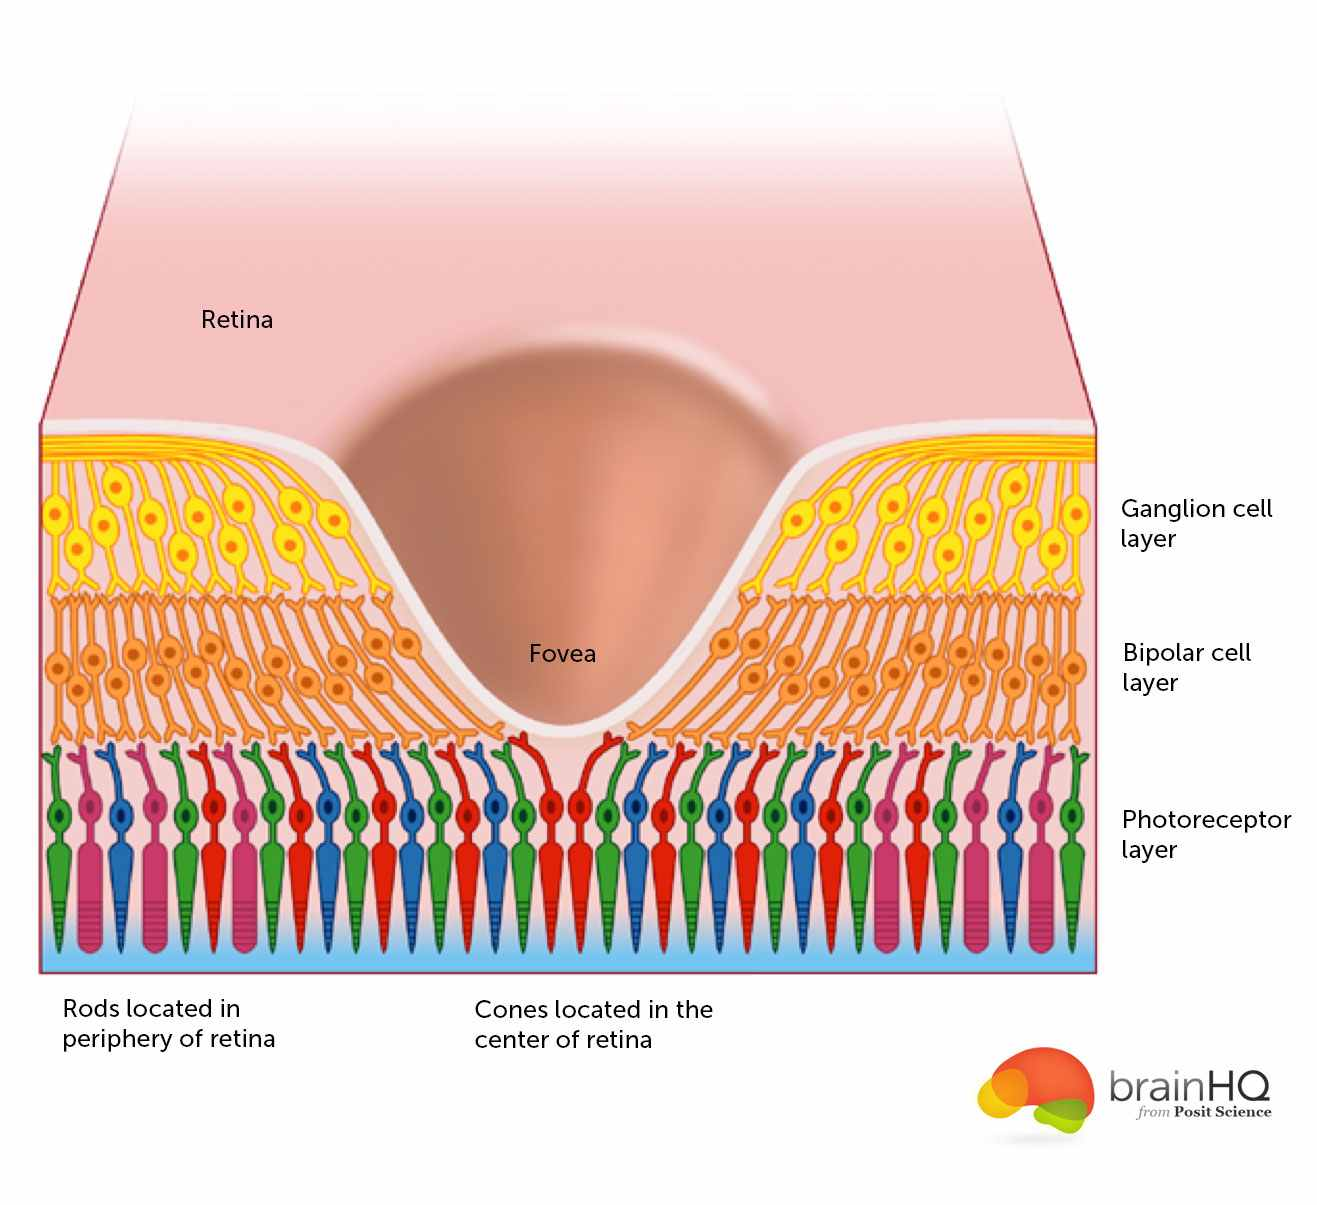 Retina
Ganglion cell
layer
Fovea
Bipolar cell
layer
Photoreceptor
layer
Rods located in
periphery of retina
Cones located in the
center of retina
brainHQ
from Posit Science